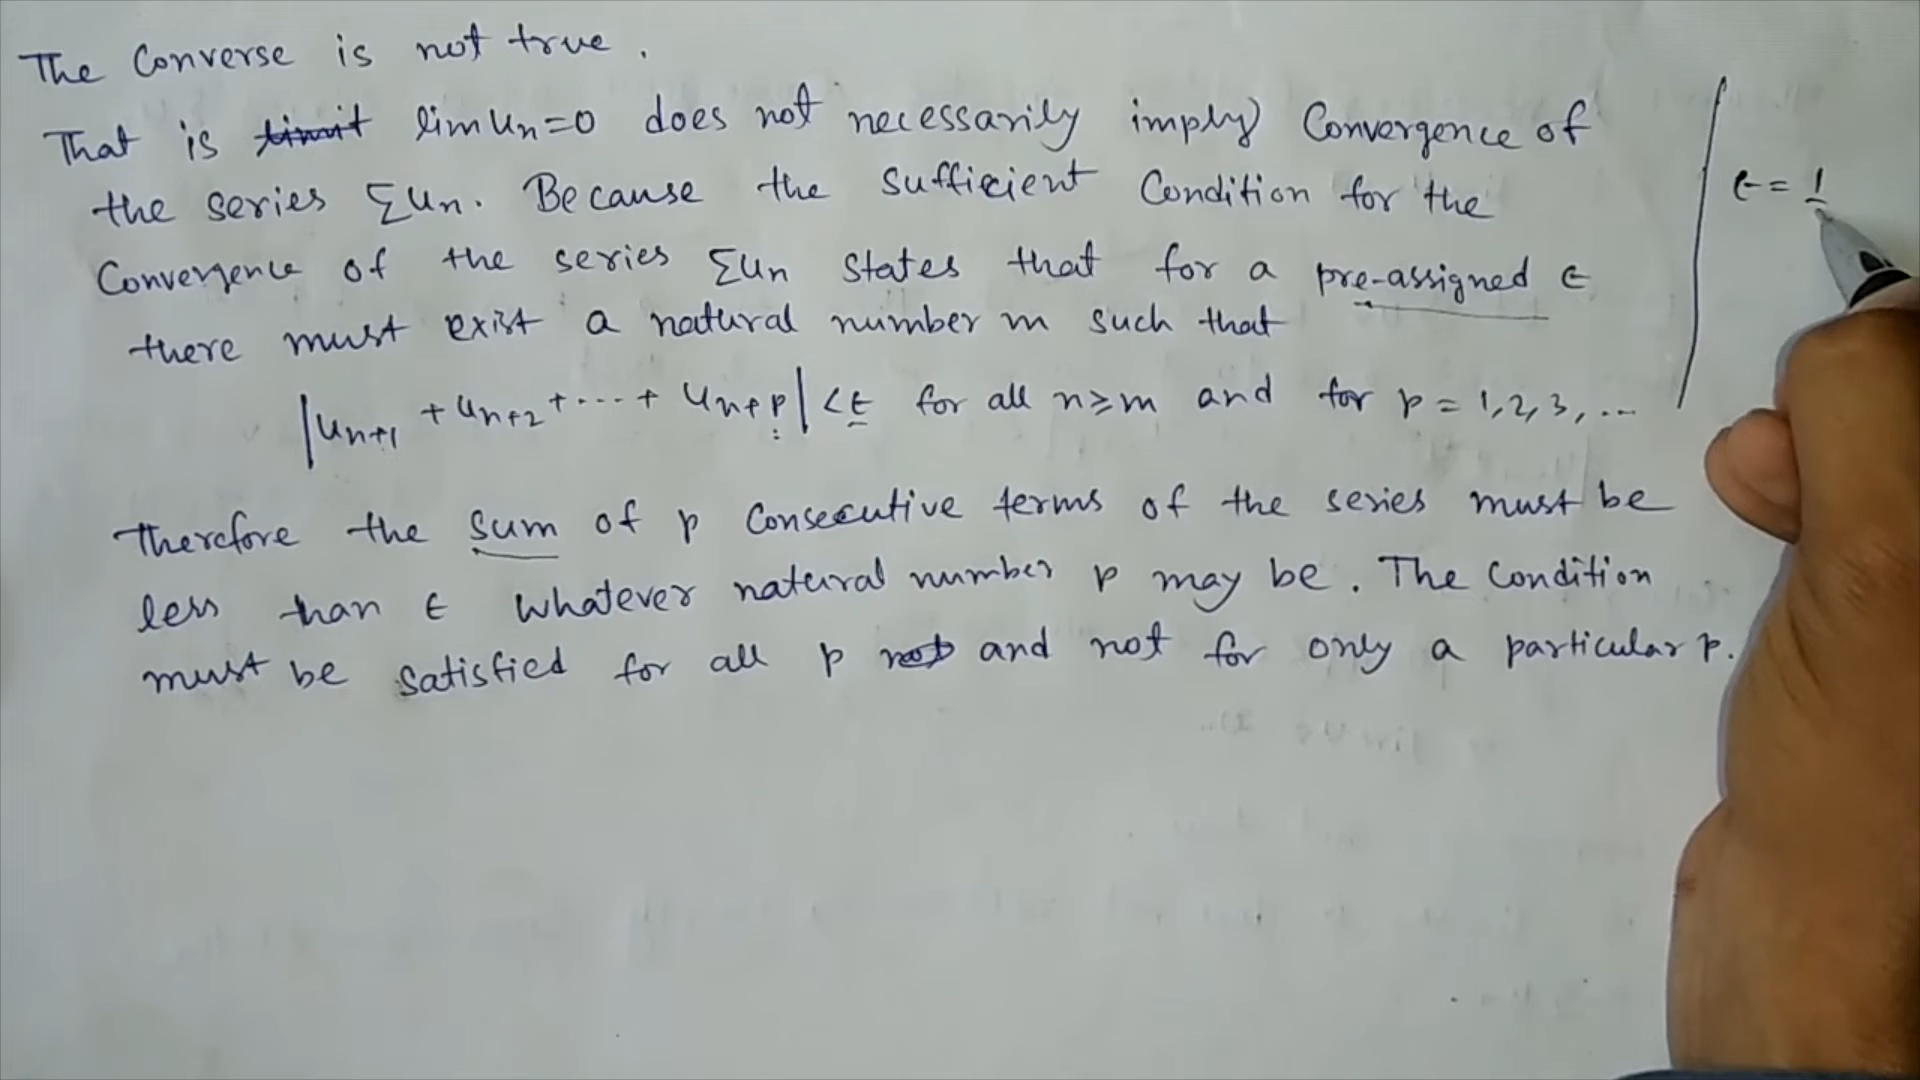 The Converse is not true.
That is limit lim un=0 does not necessarily imply Convergence of
the series Σun. Because the sufficient Condition for the
Convergence of the series Σun states that for a pre-assigned ϵ
there must exist a natural number m such that
|un+1 + un+2 + ... + un+p| < ϵ for all n≥m and for p = 1, 2, 3, ...
Therefore the sum of p Consecutive terms of the series must be
less than ϵ whatever natural number p may be. The Condition
must be satisfied for all p not and not for only a particular p.
ϵ = 1